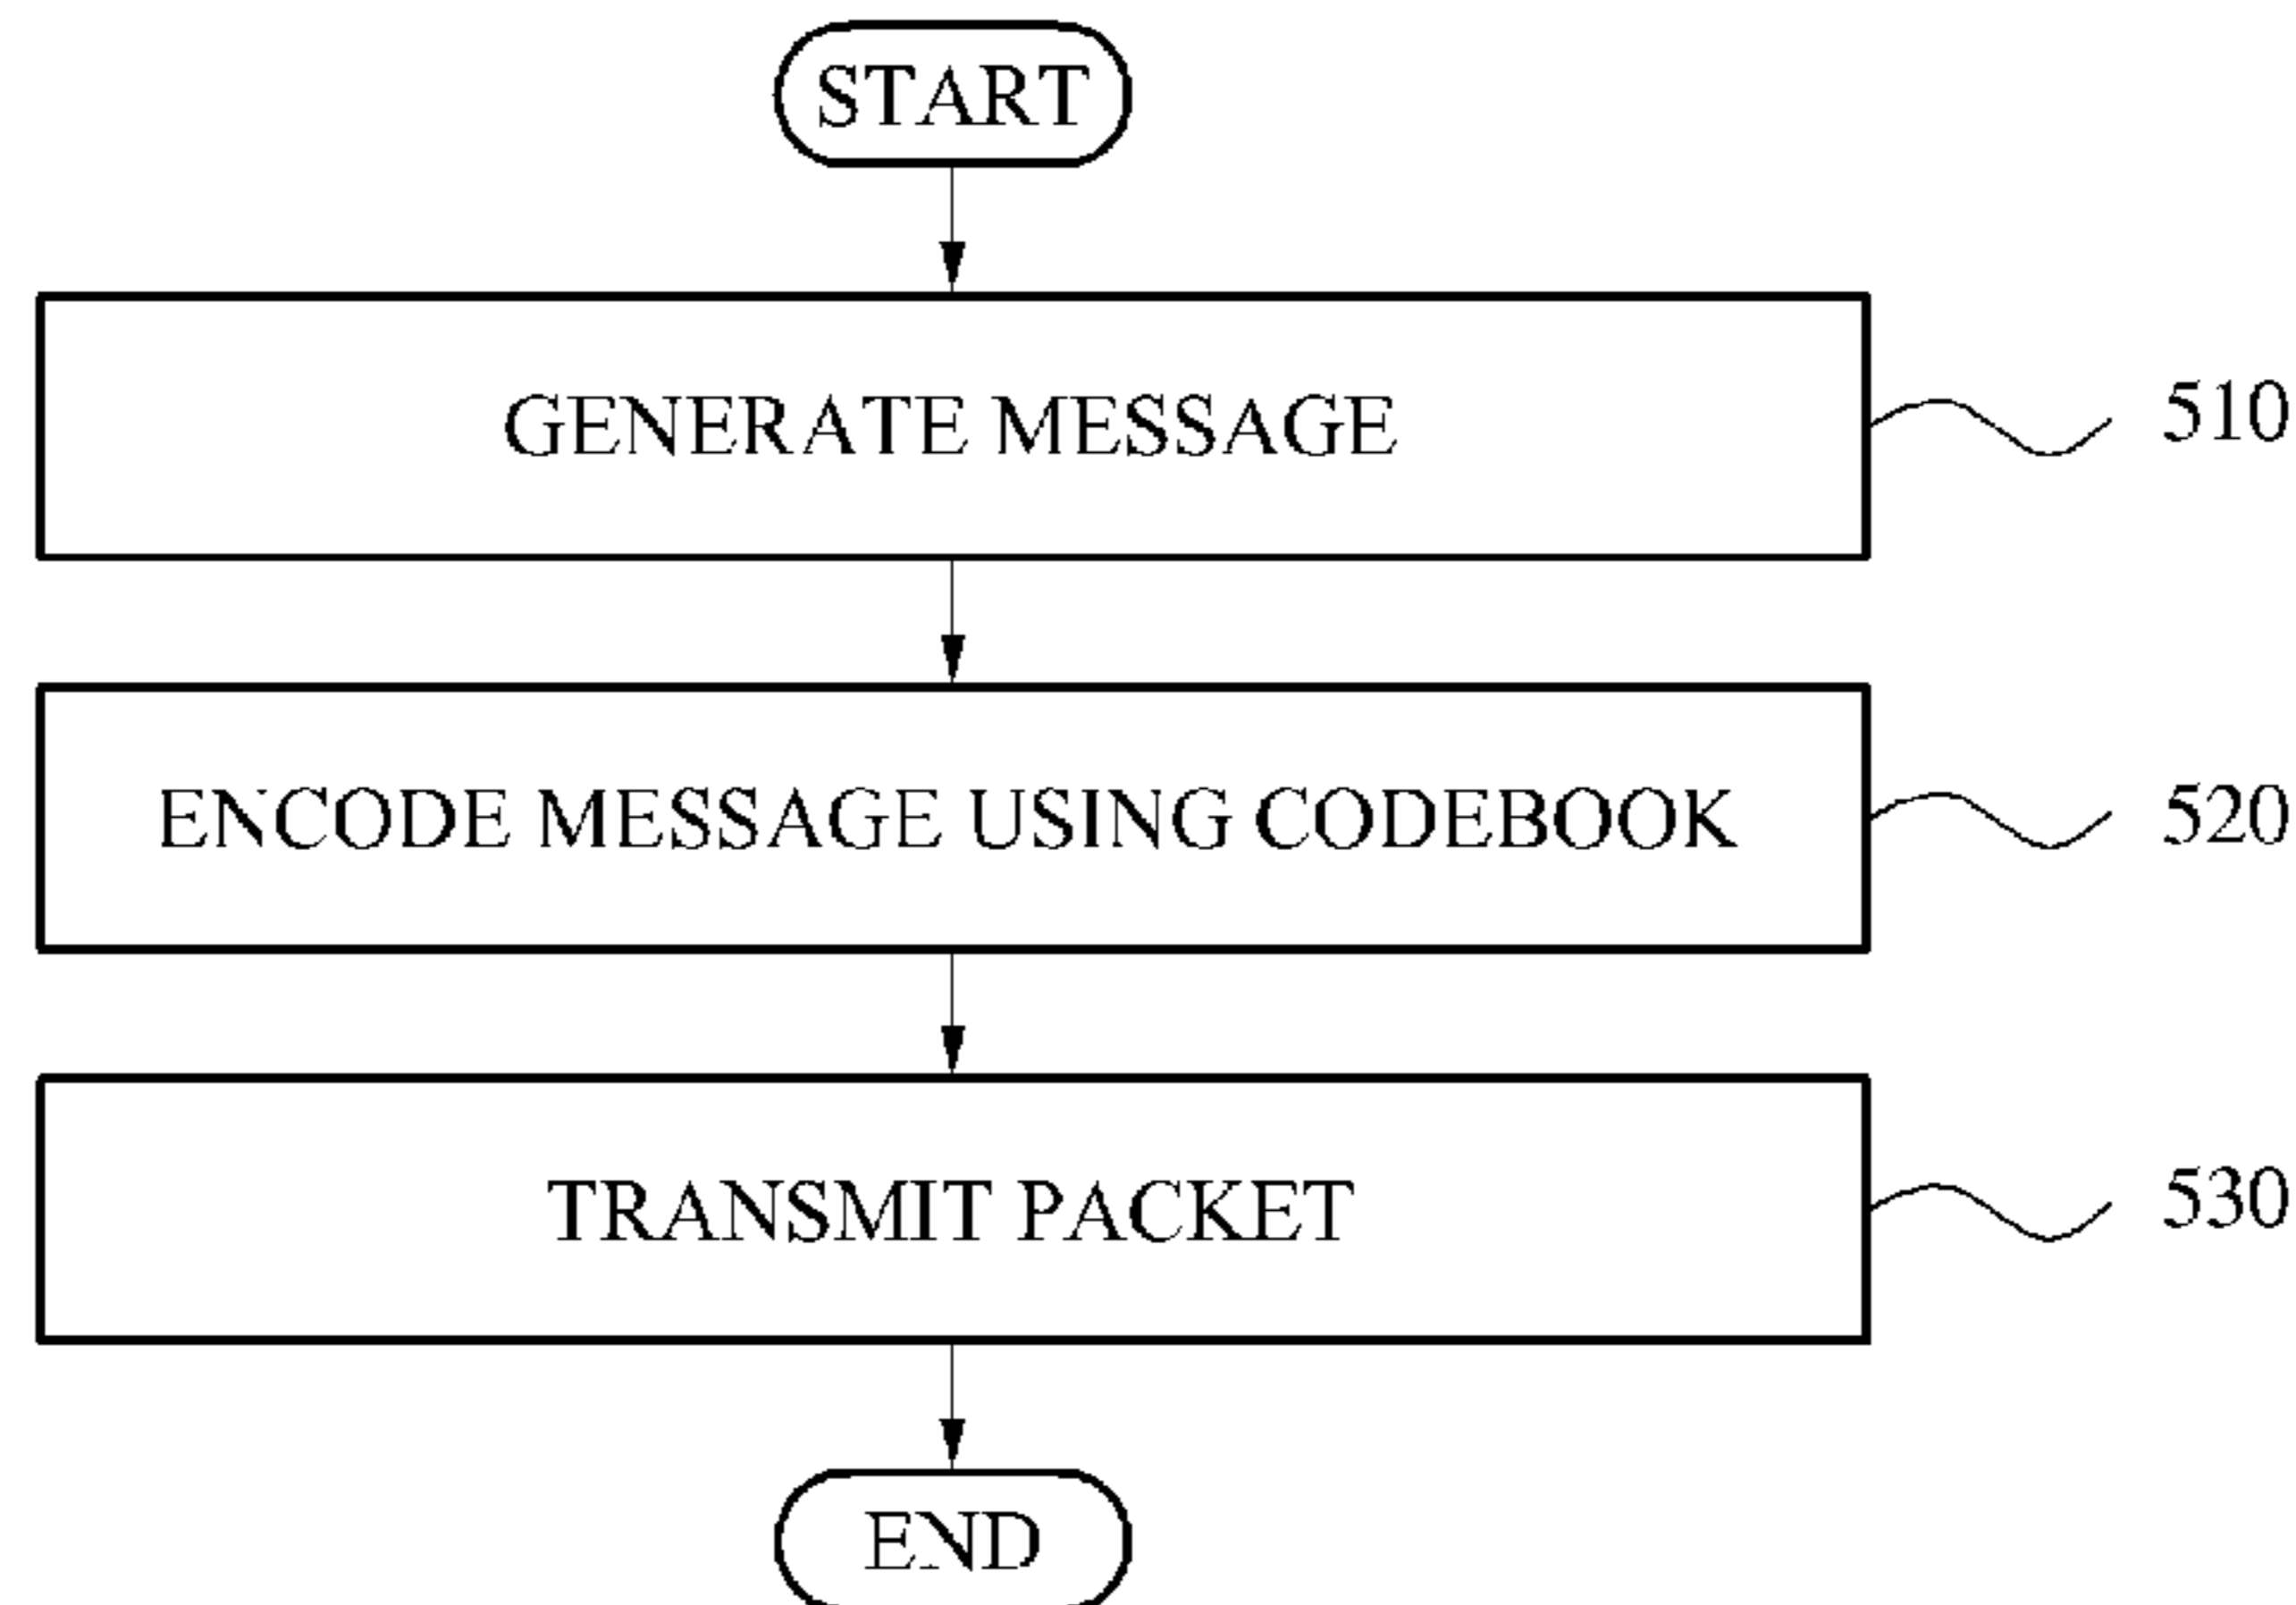 START
GENERATE MESSAGE
510
ENCODE MESSAGE USING CODEBOOK
520
TRANSMIT PACKET
530
END